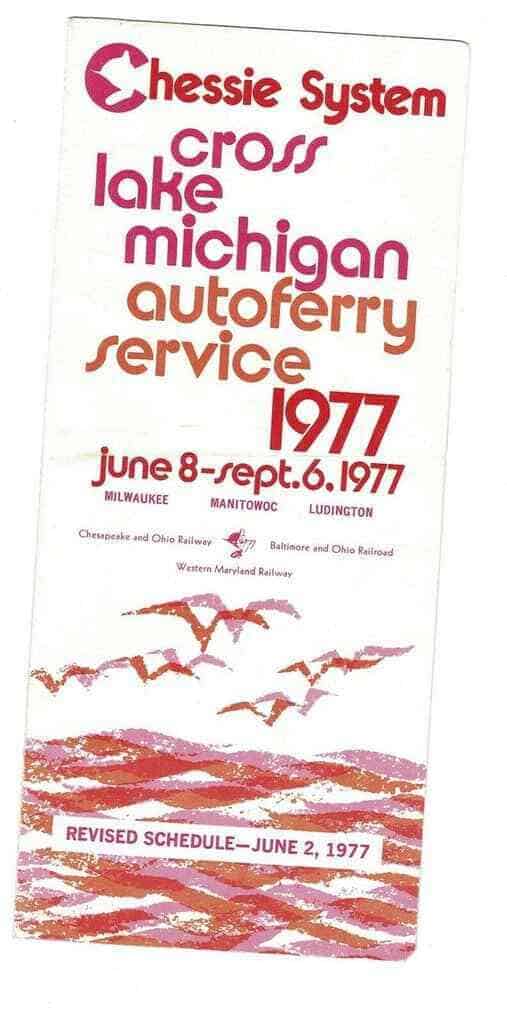 Chessie System
cross
lake
michigan
autoferry
service
1977
june 8-sept.6,1977
MILWAUKEE MANITOWOC LUDINGTON
Chesapeake and Ohio Railway '77 Baltimore and Ohio Railroad
Western Maryland Railway
REVISED SCHEDULE—JUNE 2, 1977